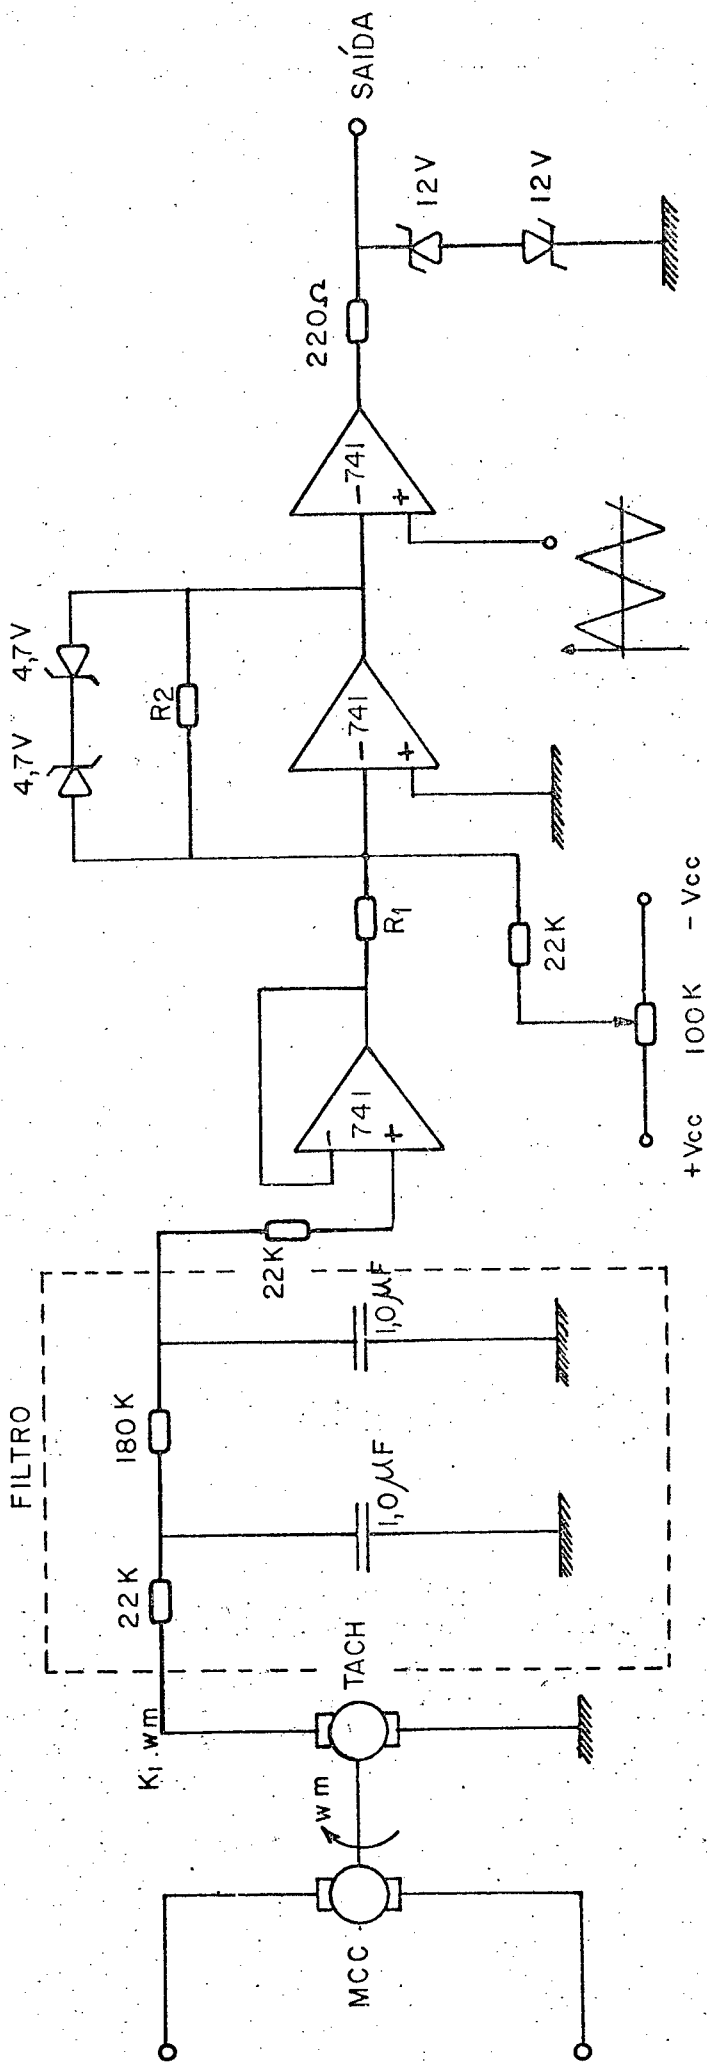 MCC
wm
K₁.wm
TACH
FILTRO
22K
180K
1,0µF
1,0µF
22K
741
-
+
R₁
4,7V
4,7V
R2
-741
+
22K
+Vcc
100K
-Vcc
-741
+
220Ω
12V
12V
SAÍDA